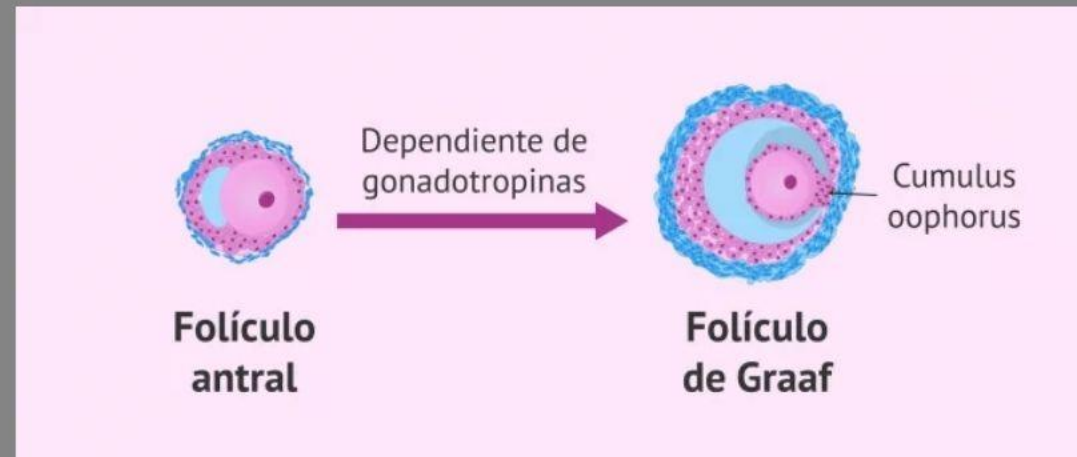 Dependiente de
gonadotropinas
Cumulus
oophorus
Folículo
antral
Folículo
de Graaf